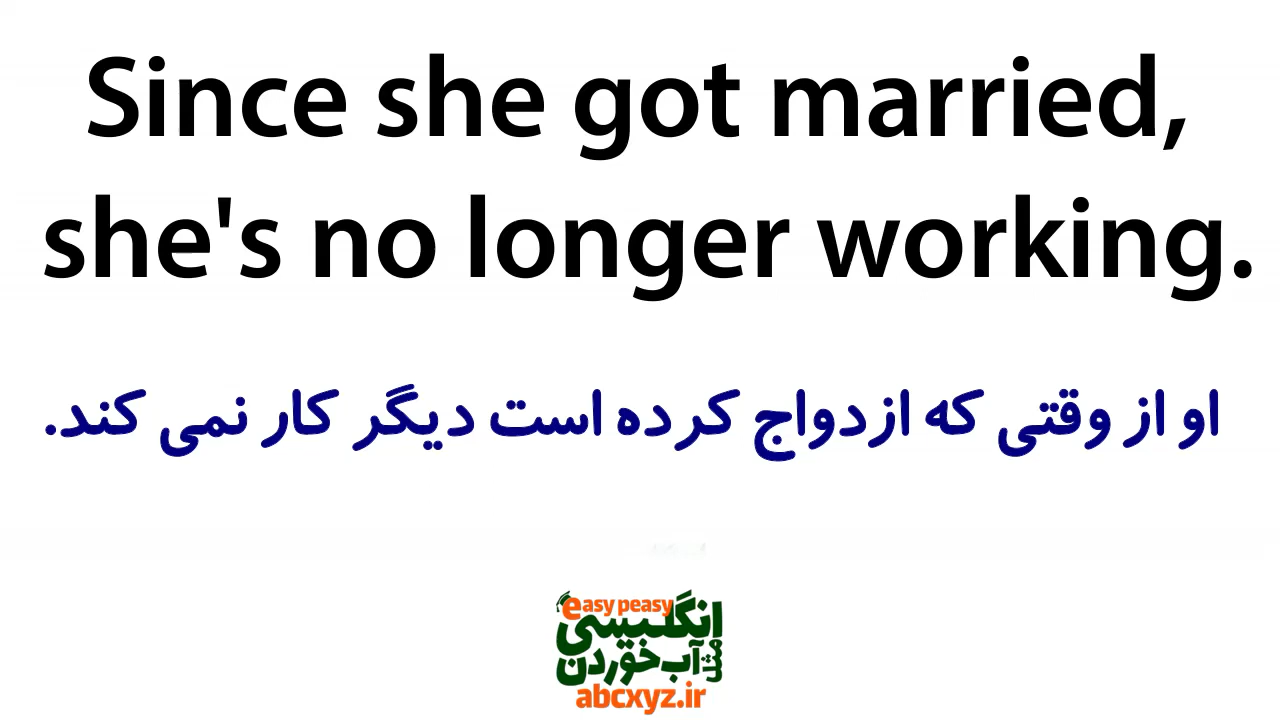 Since she got married,
she's no longer working.
او از وقتی که ازدواج کرده است دیگر کار نمی کند.
easy peasy
انگلیسی
مثل آب خوردن
abcxyz.ir